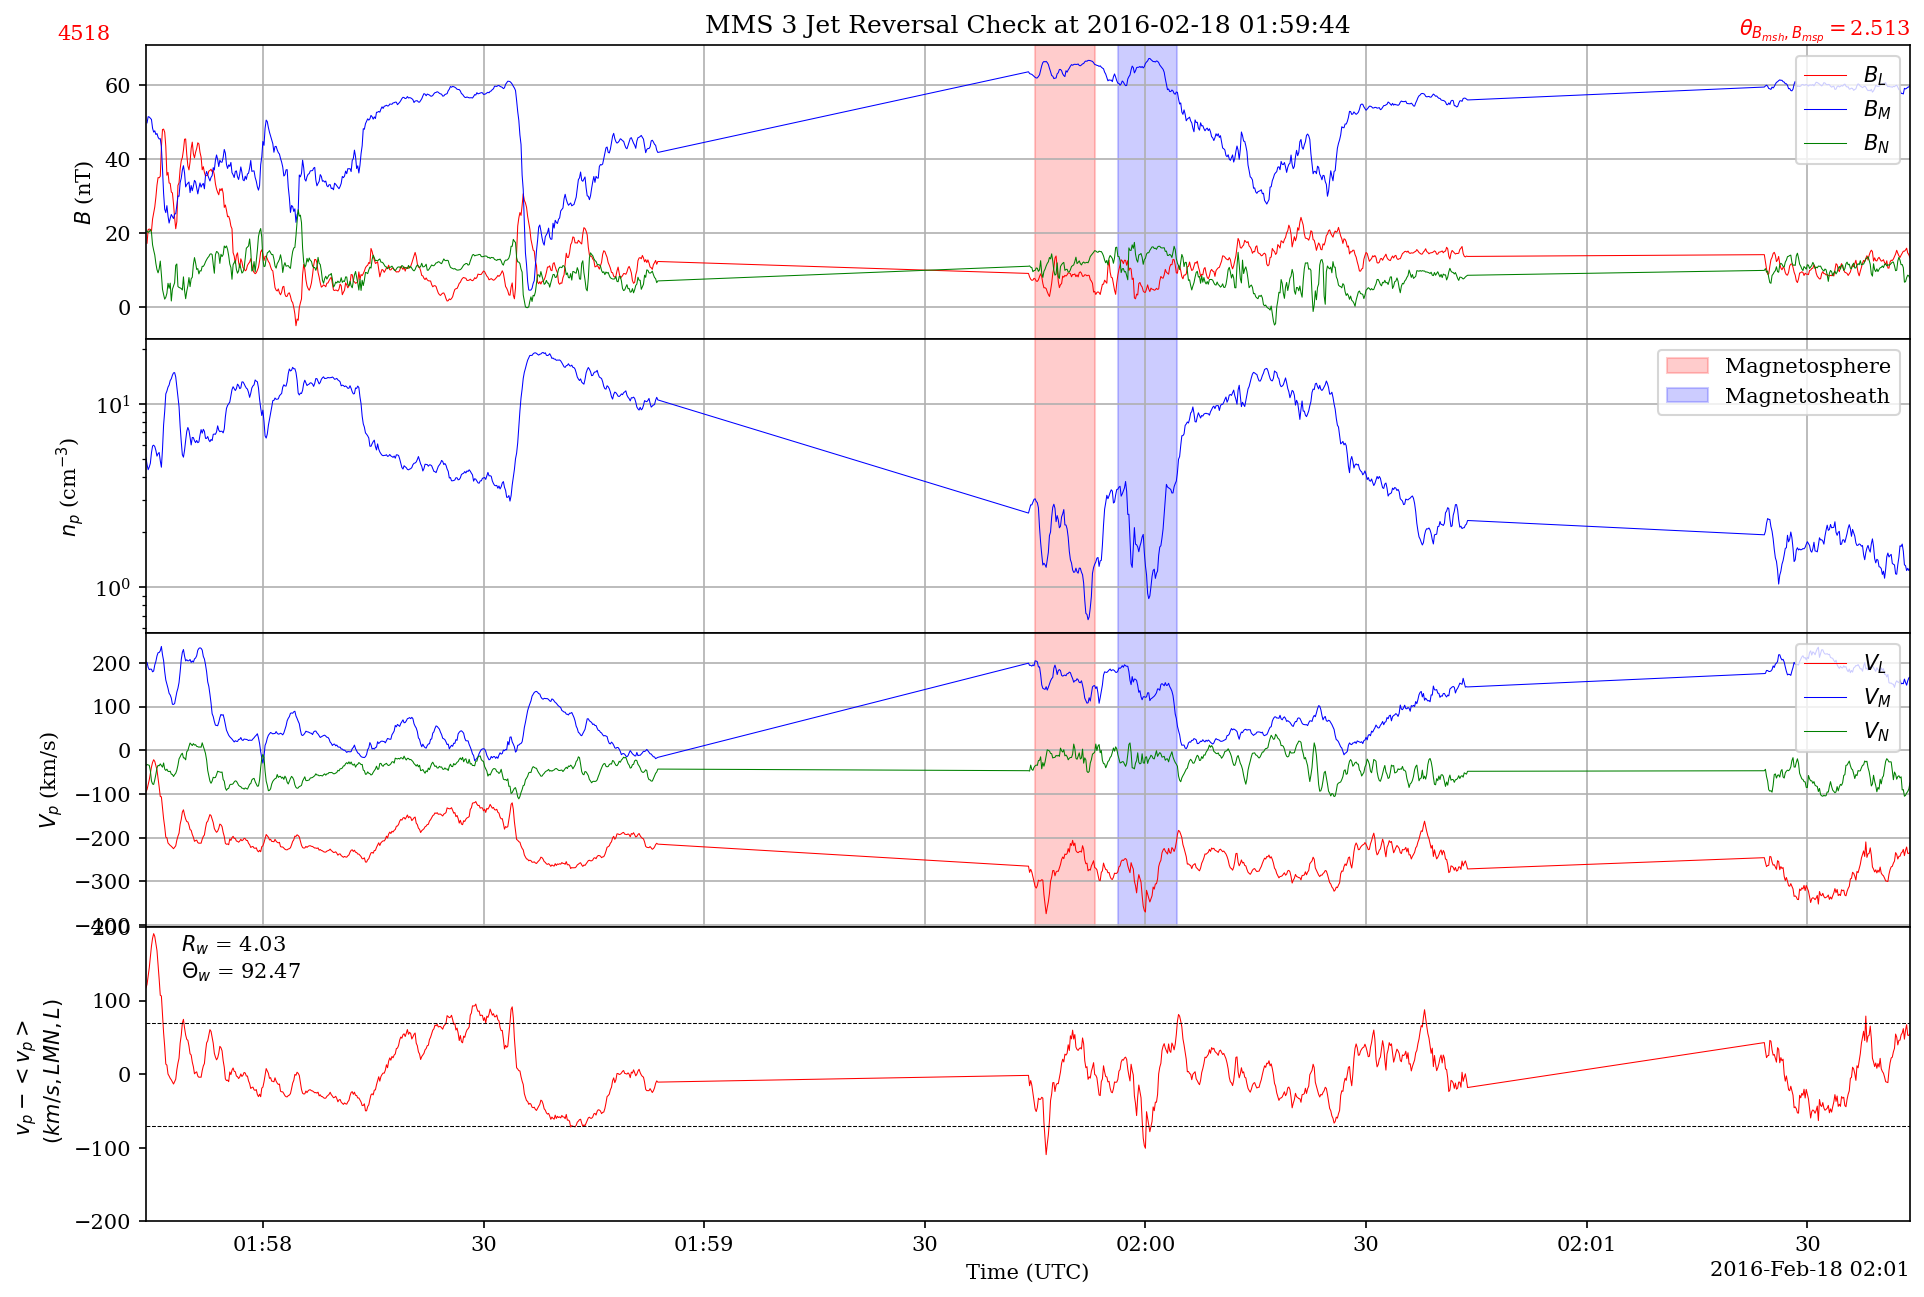 MMS 3 Jet Reversal Check at 2016-02-18 01:59:44
4518
θ_{B_{msh}, B_{msp}} = 2.513
60
40
20
0
B (nT)
B_L
B_M
B_N
10^1
10^0
n_p (cm^{-3})
Magnetosphere
Magnetosheath
200
100
0
−100
−200
−300
−400
V_p (km/s)
V_L
V_M
V_N
200
100
0
−100
−200
v_p − < v_p >
(km/s, LMN, L)
R_w = 4.03
Θ_w = 92.47
01:58
30
01:59
30
02:00
30
02:01
30
Time (UTC)
2016-Feb-18 02:01